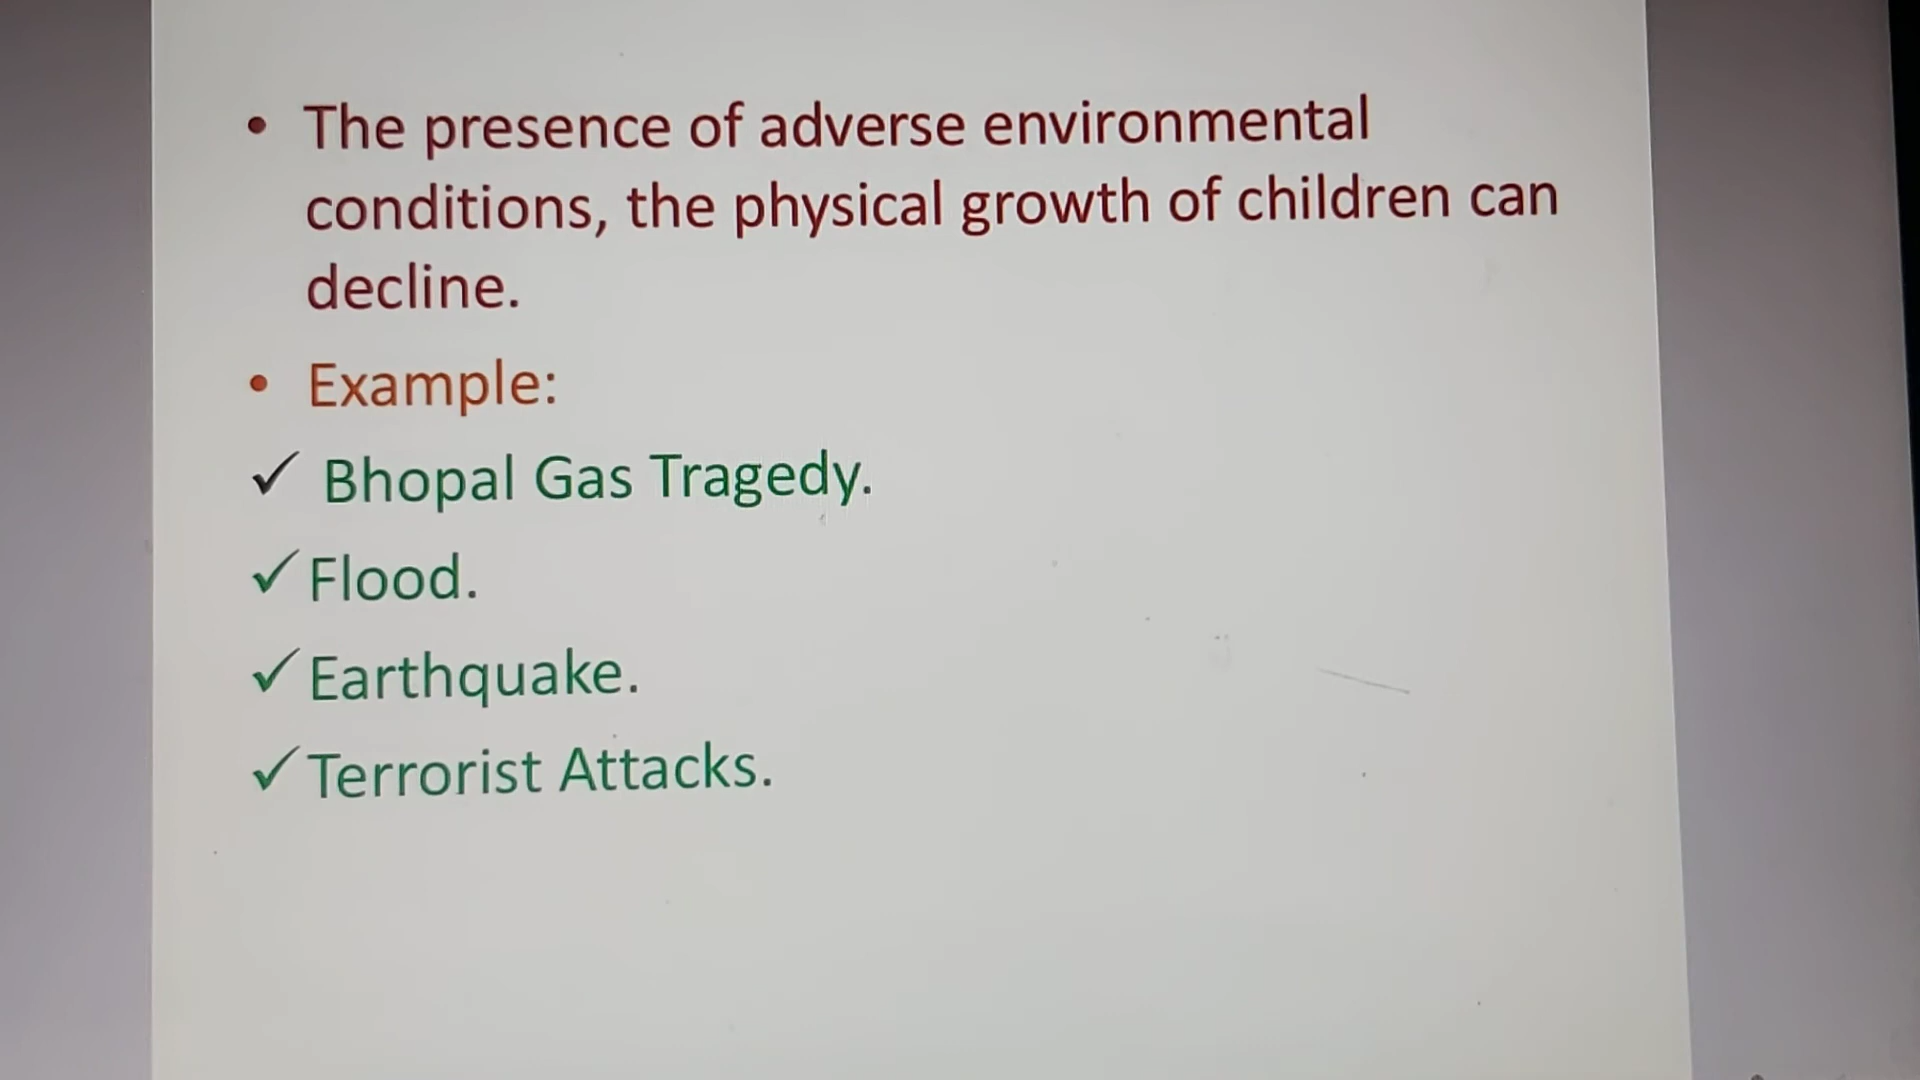 • The presence of adverse environmental
conditions, the physical growth of children can
decline.
• Example:
✓ Bhopal Gas Tragedy.
✓ Flood.
✓ Earthquake.
✓ Terrorist Attacks.